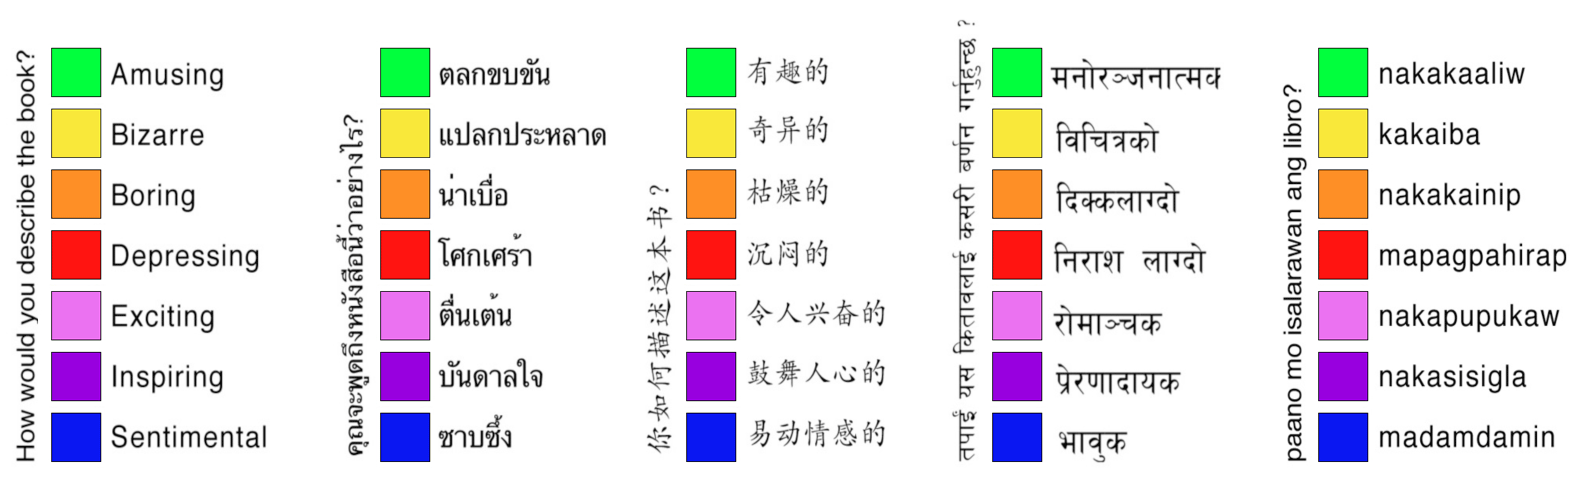 How would you describe the book?
Amusing
Bizarre
Boring
Depressing
Exciting
Inspiring
Sentimental
คุณจะพูดถึงหนังสือนี้ว่าอย่างไร?
ตลกขบขัน
แปลกประหลาด
น่าเบื่อ
โศกเศร้า
ตื่นเต้น
บันดาลใจ
ซาบซึ้ง
你如何描述这本书？
有趣的
奇异的
枯燥的
沉闷的
令人兴奋的
鼓舞人心的
易动情感的
तपाई यस कितावलाई कसरी वर्णन गर्नुहुन्छ ?
मनोरञ्जनात्मक
विचित्रको
दिक्कलाग्दो
निराश लाग्दो
रोमाञ्चक
प्रेरणादायक
भावुक
paano mo isalarawan ang libro?
nakakaaliw
kakaiba
nakakainip
mapagpahirap
nakapupukaw
nakasisigla
madamdamin